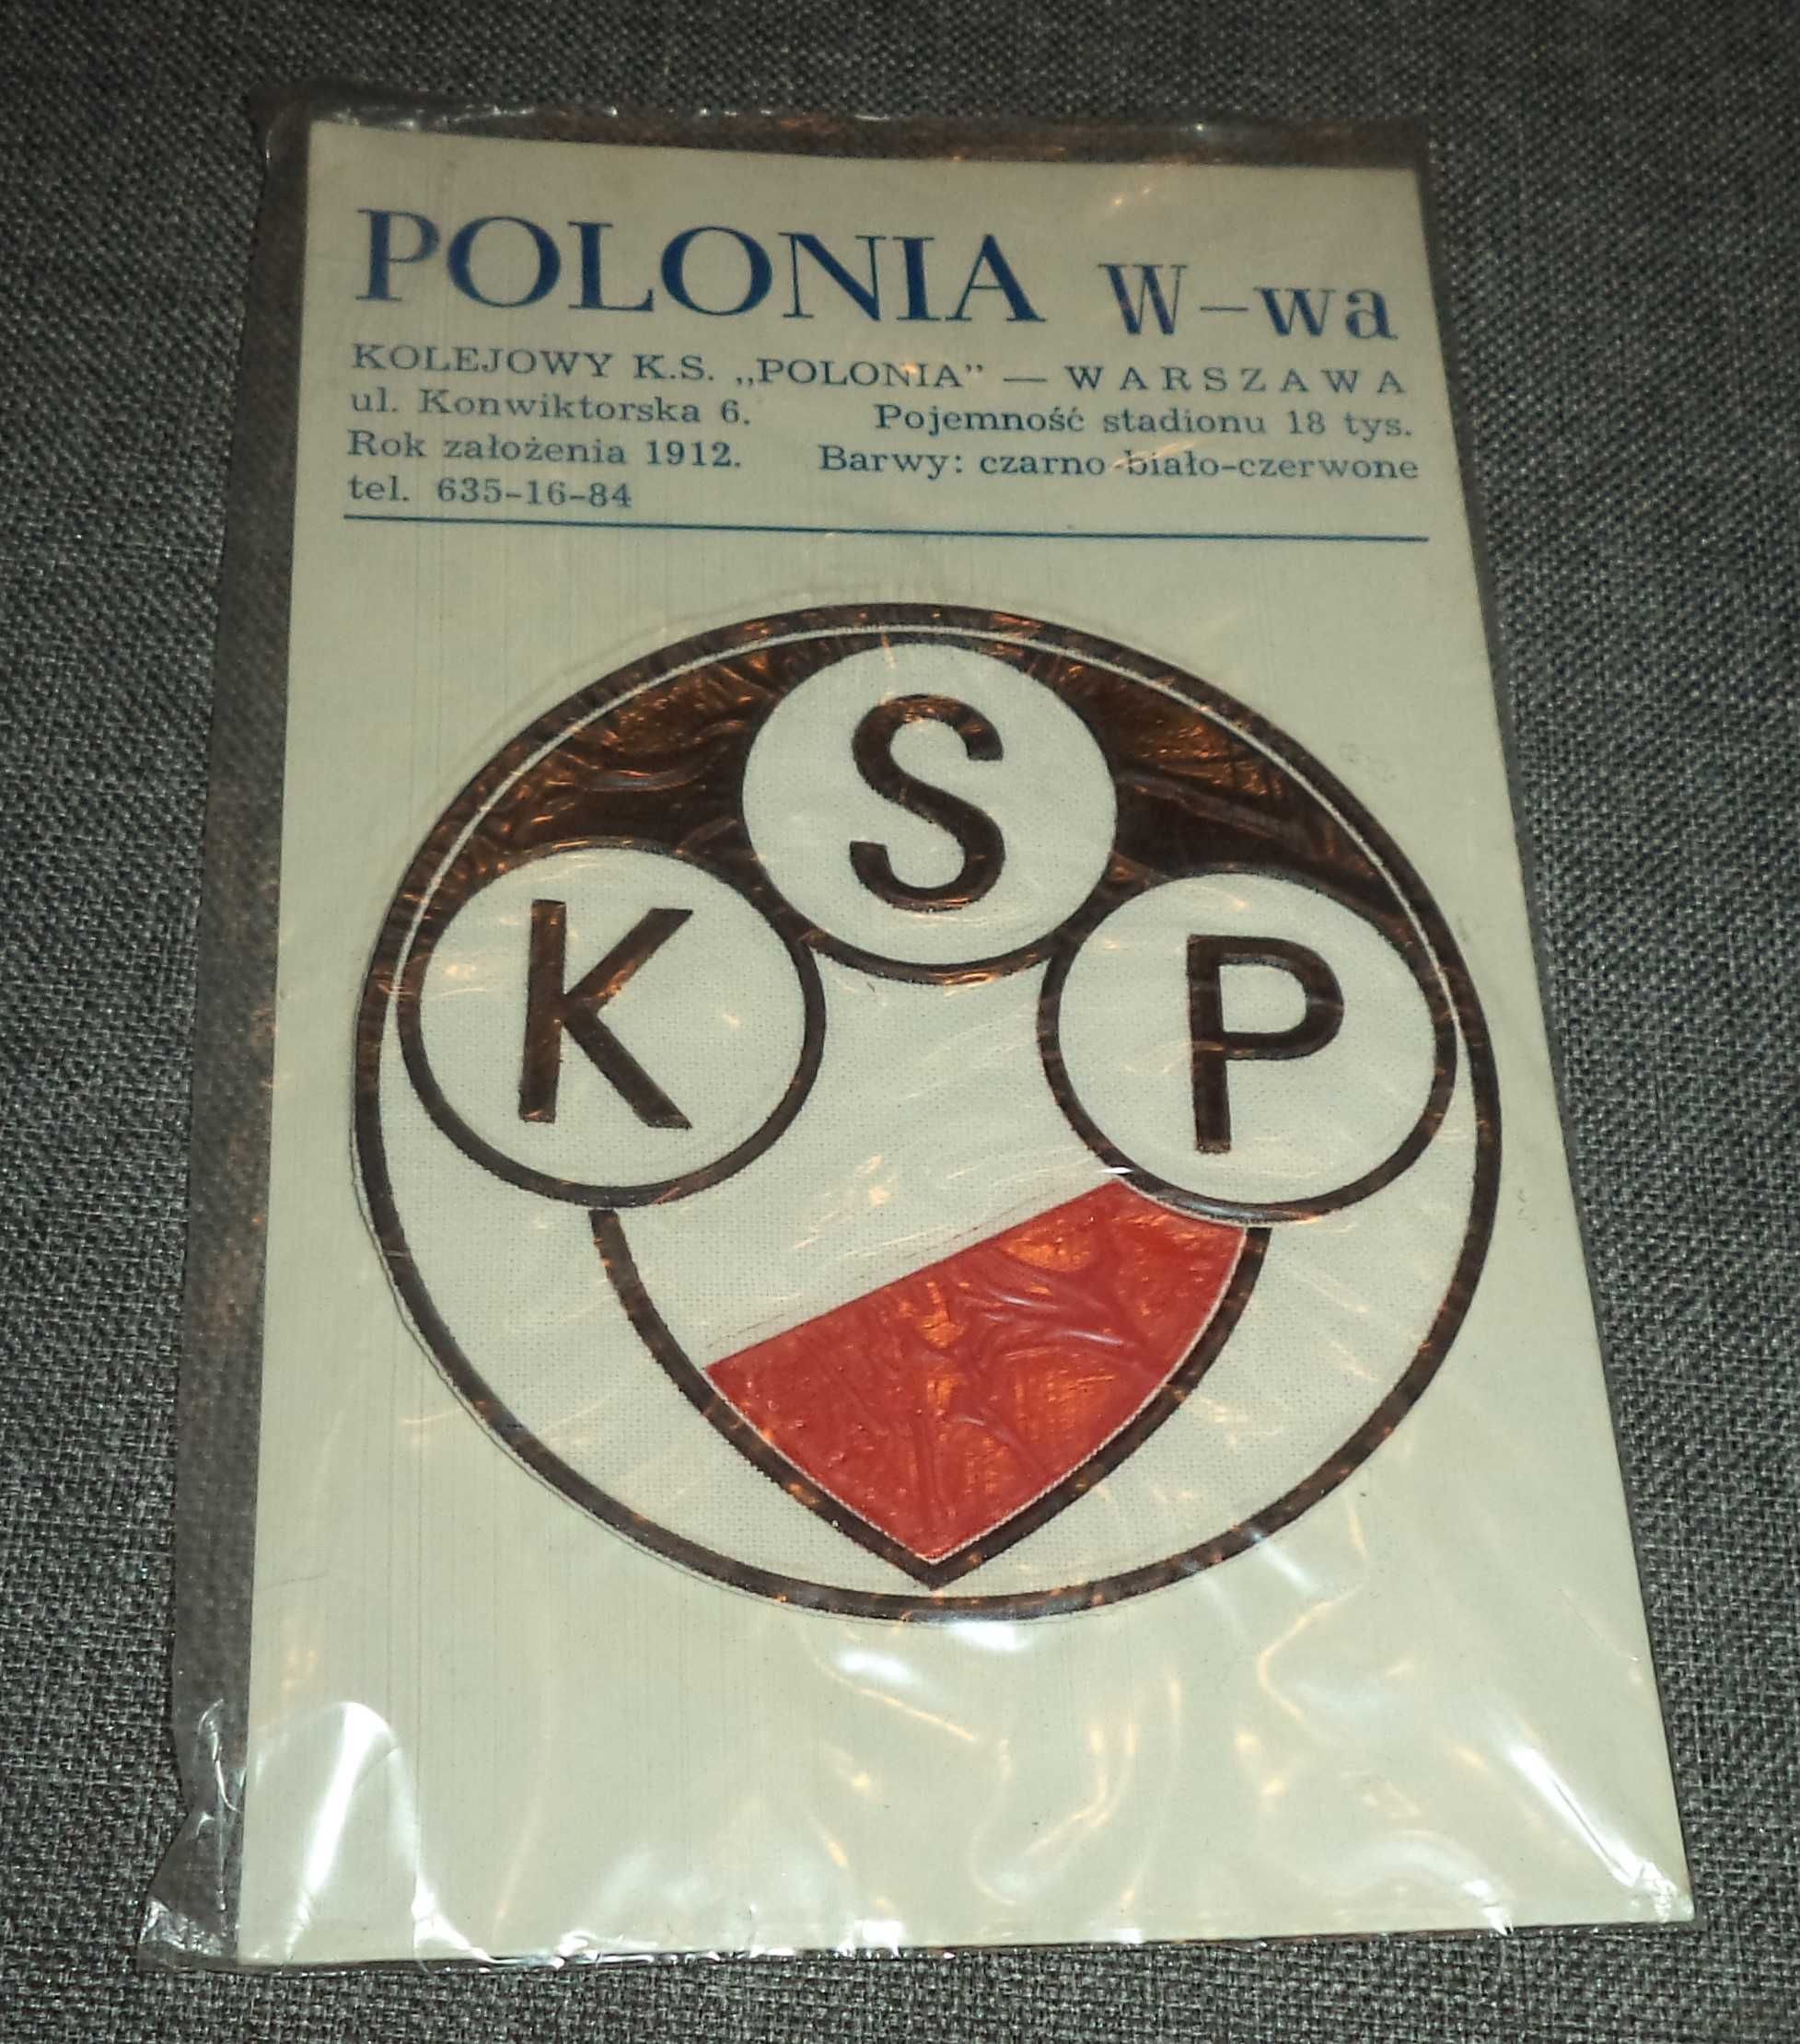 POLONIA W-wa
KOLEJOWY K.S. „POLONIA” — WARSZAWA
ul. Konwiktorska 6. Pojemność stadionu 18 tys.
Rok założenia 1912. Barwy: czarno-biało-czerwone
tel. 635-16-84
K S P